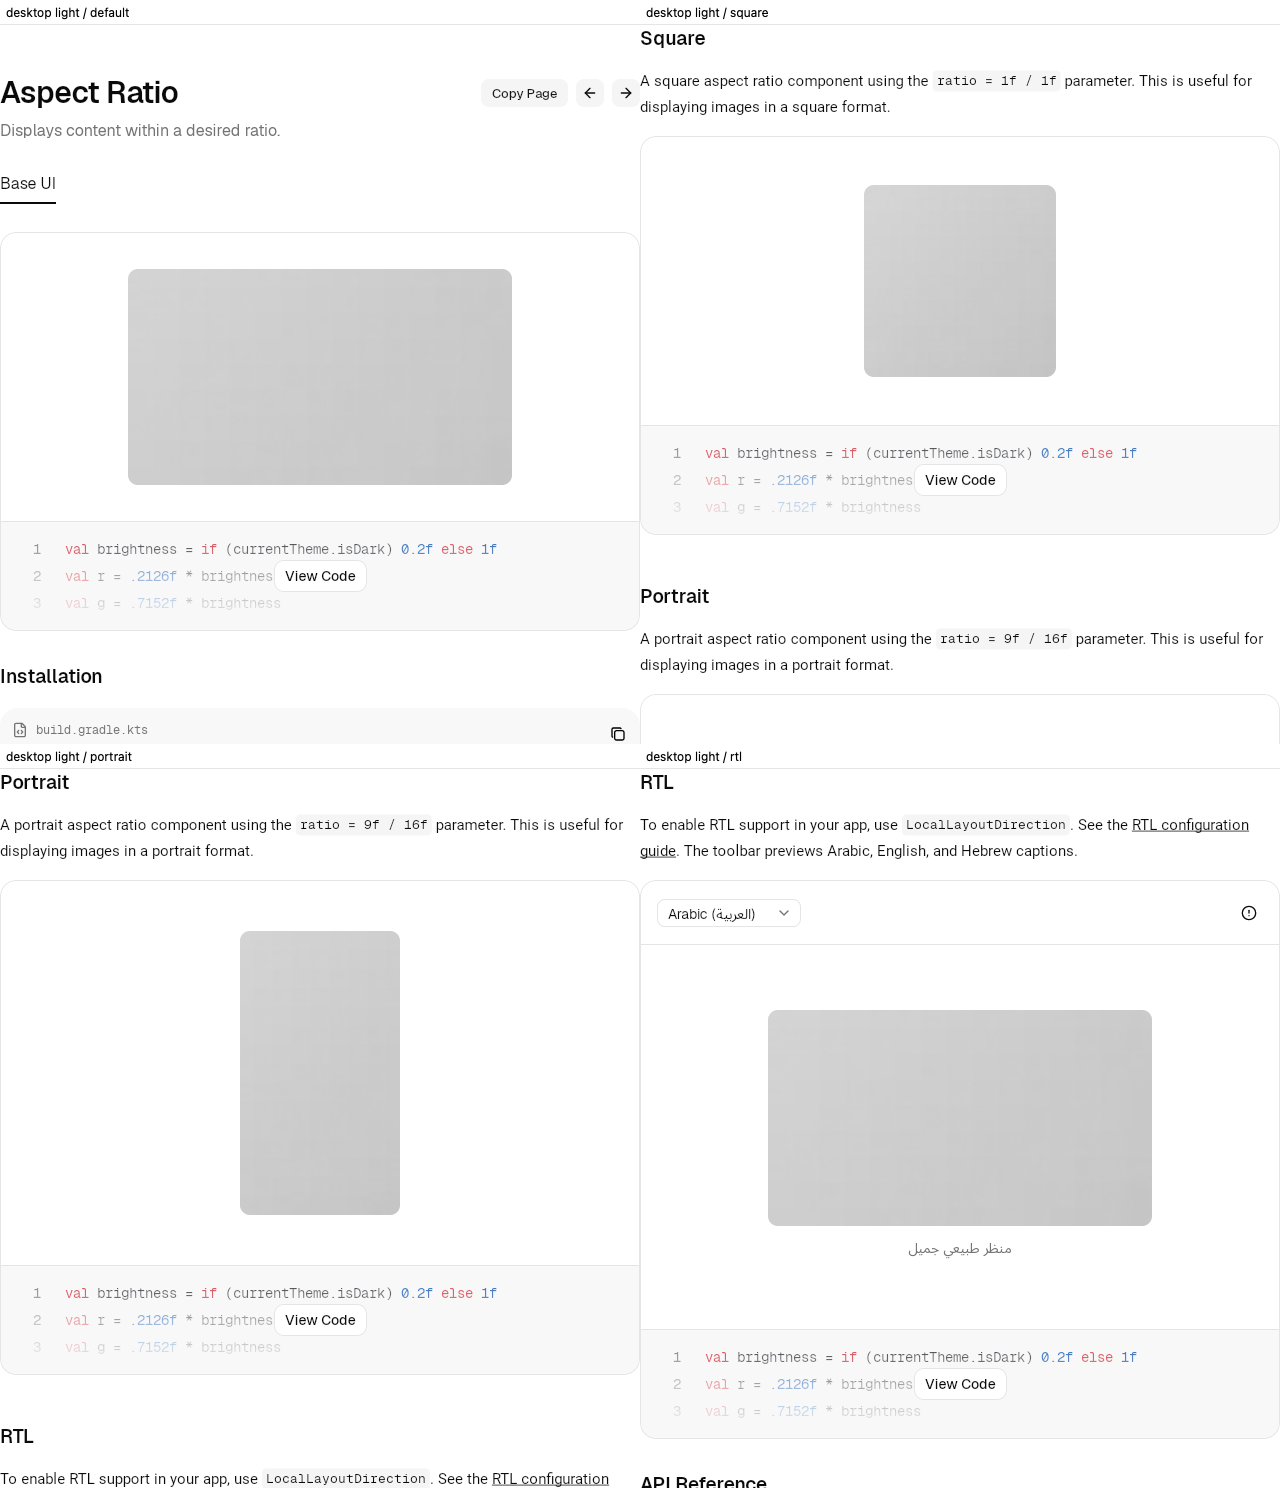 desktop light / default
Aspect Ratio
Copy Page
Displays content within a desired ratio.
Base UI
1 val brightness = if (currentTheme.isDark) 0.2f else 1f
2 val r = .2126f * brightnes
View Code
3 val g = .7152f * brightness
Installation
build.gradle.kts
desktop light / square
Square
A square aspect ratio component using the ratio = 1f / 1f parameter. This is useful for
displaying images in a square format.
1 val brightness = if (currentTheme.isDark) 0.2f else 1f
2 val r = .2126f * brightnes
View Code
3 val g = .7152f * brightness
Portrait
A portrait aspect ratio component using the ratio = 9f / 16f parameter. This is useful for
displaying images in a portrait format.
desktop light / portrait
Portrait
A portrait aspect ratio component using the ratio = 9f / 16f parameter. This is useful for
displaying images in a portrait format.
1 val brightness = if (currentTheme.isDark) 0.2f else 1f
2 val r = .2126f * brightnes
View Code
3 val g = .7152f * brightness
RTL
To enable RTL support in your app, use LocalLayoutDirection. See the RTL configuration
desktop light / rtl
RTL
To enable RTL support in your app, use LocalLayoutDirection. See the RTL configuration
guide. The toolbar previews Arabic, English, and Hebrew captions.
Arabic (العربية)
منظر طبيعي جميل
1 val brightness = if (currentTheme.isDark) 0.2f else 1f
2 val r = .2126f * brightnes
View Code
3 val g = .7152f * brightness
API Reference